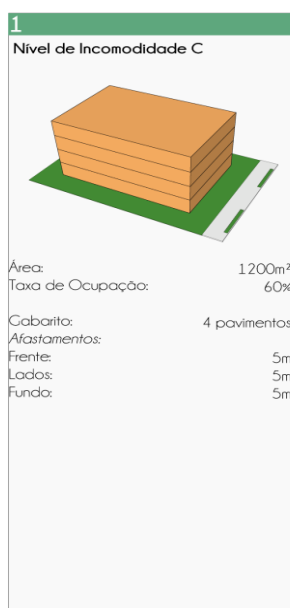 1
Nível de Incomodidade C
Área: 1200m²
Taxa de Ocupação: 60%
Gabarito: 4 pavimentos
Afastamentos:
Frente: 5m
Lados: 5m
Fundo: 5m